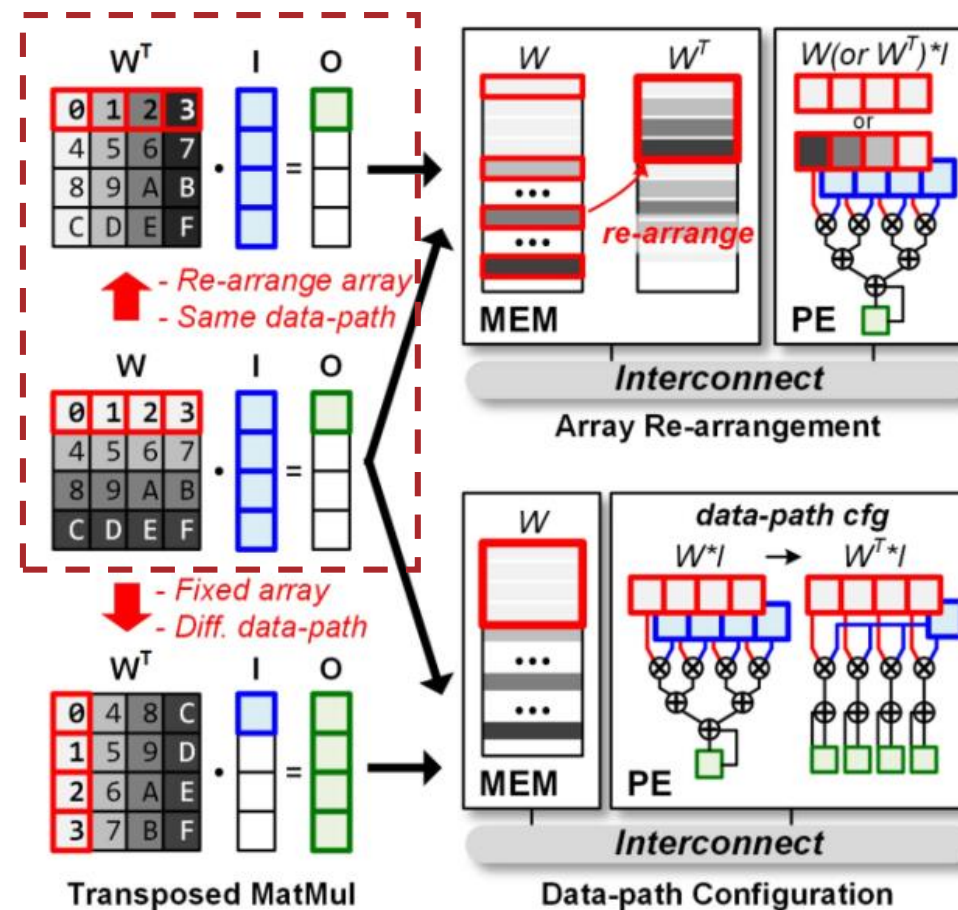 W^T I O
0 1 2 3
4 5 6 7
8 9 A B
C D E F
· =
- Re-arrange array
- Same data-path
W I O
0 1 2 3
4 5 6 7
8 9 A B
C D E F
· =
- Fixed array
- Diff. data-path
W^T I O
0 4 8 C
1 5 9 D
2 6 A E
3 7 B F
· =
Transposed MatMul
W W^T
•••
•••
re-arrange
MEM
W(or W^T)*I
or
PE
Interconnect
Array Re-arrangement
W
•••
•••
MEM
data-path cfg
W*I → W^T*I
PE
Interconnect
Data-path Configuration